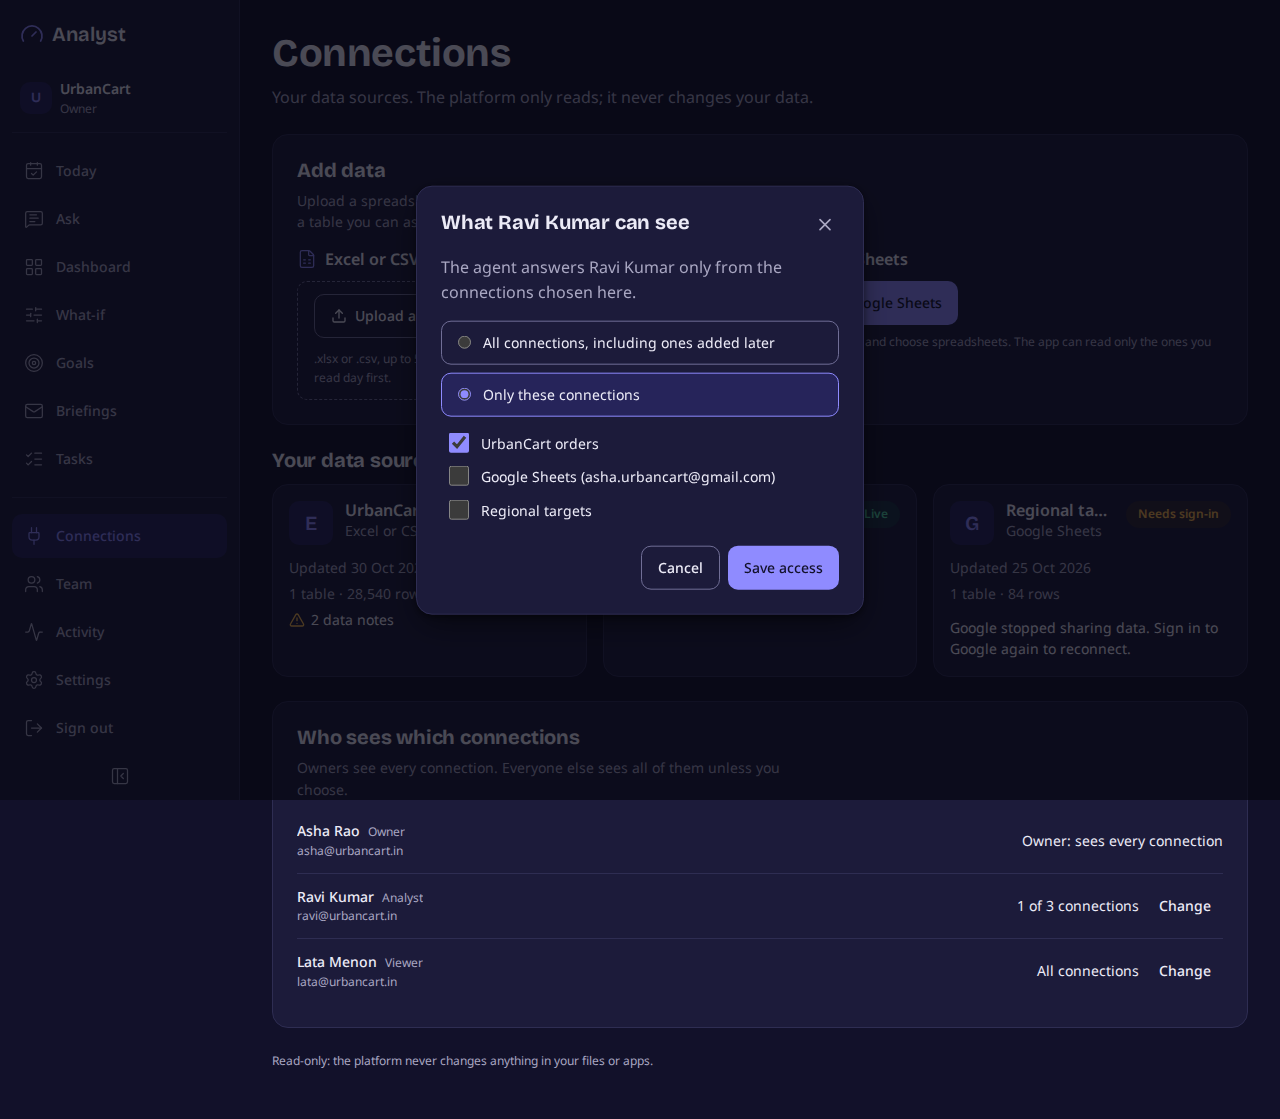 Analyst
U
UrbanCart
Owner
Today
Ask
Dashboard
What-if
Goals
Briefings
Tasks
Connections
Team
Activity
Settings
Sign out
Connections
Your data sources. The platform only reads; it never changes your data.
Add data
Upload a spreads
a table you can as
Excel or CSV
Upload a
.xlsx or .csv, up to
read day first.
heets
ogle Sheets
and choose spreadsheets. The app can read only the ones you
What Ravi Kumar can see
The agent answers Ravi Kumar only from the
connections chosen here.
All connections, including ones added later
Only these connections
UrbanCart orders
Google Sheets (asha.urbancart@gmail.com)
Regional targets
Cancel
Save access
Your data sour
E
UrbanCar
Excel or CS
Updated 30 Oct 202
1 table · 28,540 row
2 data notes
Live
G
Regional ta...
Google Sheets
Needs sign-in
Updated 25 Oct 2026
1 table · 84 rows
Google stopped sharing data. Sign in to
Google again to reconnect.
Who sees which connections
Owners see every connection. Everyone else sees all of them unless you
choose.
Asha Rao Owner
asha@urbancart.in
Owner: sees every connection
Ravi Kumar Analyst
ravi@urbancart.in
1 of 3 connections Change
Lata Menon Viewer
lata@urbancart.in
All connections Change
Read-only: the platform never changes anything in your files or apps.